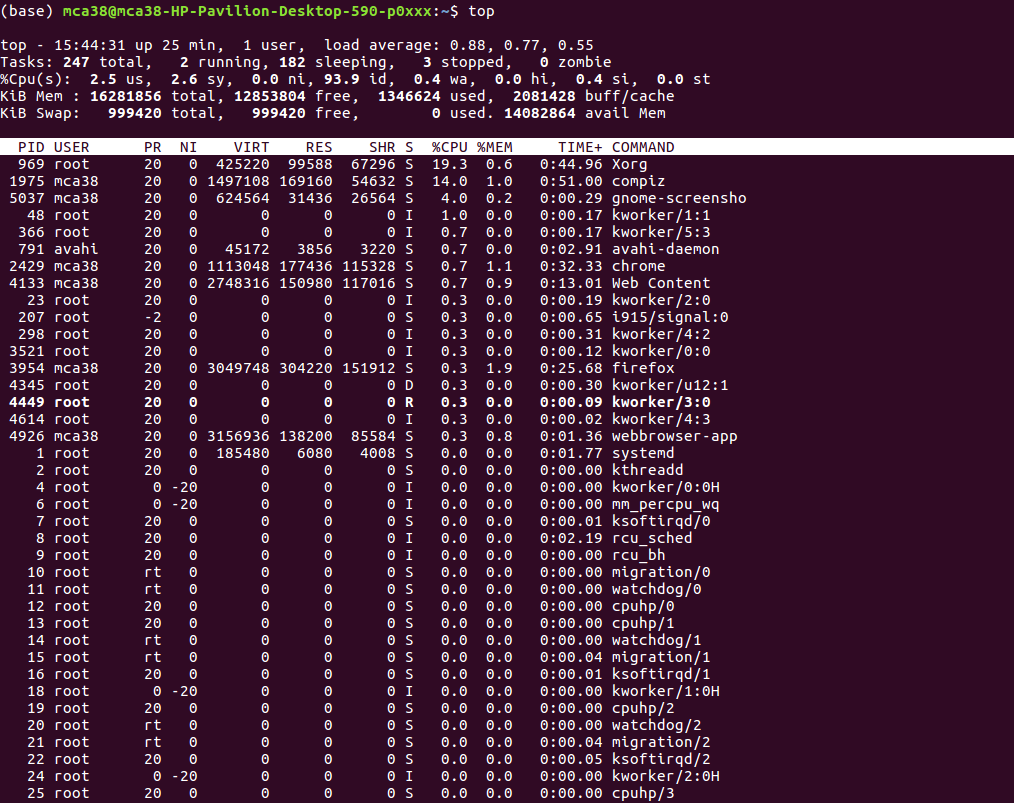 (base) mca38@mca38-HP-Pavilion-Desktop-590-p0xxx:~$ top
top - 15:44:31 up 25 min,  1 user,  load average: 0.88, 0.77, 0.55
Tasks: 247 total,   2 running, 182 sleeping,   3 stopped,   0 zombie
%Cpu(s):  2.5 us,  2.6 sy,  0.0 ni, 93.9 id,  0.4 wa,  0.0 hi,  0.4 si,  0.0 st
KiB Mem : 16281856 total, 12853804 free,  1346624 used,  2081428 buff/cache
KiB Swap:   999420 total,   999420 free,        0 used. 14082864 avail Mem
  PID USER      PR  NI    VIRT    RES    SHR S  %CPU %MEM     TIME+ COMMAND
  969 root      20   0  425220  99588  67296 S  19.3  0.6   0:44.96 Xorg
 1975 mca38     20   0 1497108 169160  54632 S  14.0  1.0   0:51.00 compiz
 5037 mca38     20   0  624564  31436  26564 S   4.0  0.2   0:00.29 gnome-screensho
   48 root      20   0       0      0      0 I   1.0  0.0   0:00.17 kworker/1:1
  366 root      20   0       0      0      0 I   0.7  0.0   0:00.17 kworker/5:3
  791 avahi     20   0   45172   3856   3220 S   0.7  0.0   0:02.91 avahi-daemon
 2429 mca38     20   0 1113048 177436 115328 S   0.7  1.1   0:32.33 chrome
 4133 mca38     20   0 2748316 150980 117016 S   0.7  0.9   0:13.01 Web Content
   23 root      20   0       0      0      0 I   0.3  0.0   0:00.19 kworker/2:0
  207 root      -2   0       0      0      0 S   0.3  0.0   0:00.65 i915/signal:0
  298 root      20   0       0      0      0 I   0.3  0.0   0:00.31 kworker/4:2
 3521 root      20   0       0      0      0 I   0.3  0.0   0:00.12 kworker/0:0
 3954 mca38     20   0 3049748 304220 151912 S   0.3  1.9   0:25.68 firefox
 4345 root      20   0       0      0      0 D   0.3  0.0   0:00.30 kworker/u12:1
 4449 root      20   0       0      0      0 R   0.3  0.0   0:00.09 kworker/3:0
 4614 root      20   0       0      0      0 I   0.3  0.0   0:00.02 kworker/4:3
 4926 mca38     20   0 3156936 138200  85584 S   0.3  0.8   0:01.36 webbrowser-app
    1 root      20   0  185480   6080   4008 S   0.0  0.0   0:01.77 systemd
    2 root      20   0       0      0      0 S   0.0  0.0   0:00.00 kthreadd
    4 root       0 -20       0      0      0 I   0.0  0.0   0:00.00 kworker/0:0H
    6 root       0 -20       0      0      0 I   0.0  0.0   0:00.00 mm_percpu_wq
    7 root      20   0       0      0      0 S   0.0  0.0   0:00.01 ksoftirqd/0
    8 root      20   0       0      0      0 I   0.0  0.0   0:02.19 rcu_sched
    9 root      20   0       0      0      0 I   0.0  0.0   0:00.00 rcu_bh
   10 root      rt   0       0      0      0 S   0.0  0.0   0:00.00 migration/0
   11 root      rt   0       0      0      0 S   0.0  0.0   0:00.00 watchdog/0
   12 root      20   0       0      0      0 S   0.0  0.0   0:00.00 cpuhp/0
   13 root      20   0       0      0      0 S   0.0  0.0   0:00.00 cpuhp/1
   14 root      rt   0       0      0      0 S   0.0  0.0   0:00.00 watchdog/1
   15 root      rt   0       0      0      0 S   0.0  0.0   0:00.04 migration/1
   16 root      20   0       0      0      0 S   0.0  0.0   0:00.01 ksoftirqd/1
   18 root       0 -20       0      0      0 I   0.0  0.0   0:00.00 kworker/1:0H
   19 root      20   0       0      0      0 S   0.0  0.0   0:00.00 cpuhp/2
   20 root      rt   0       0      0      0 S   0.0  0.0   0:00.00 watchdog/2
   21 root      rt   0       0      0      0 S   0.0  0.0   0:00.04 migration/2
   22 root      20   0       0      0      0 S   0.0  0.0   0:00.05 ksoftirqd/2
   24 root       0 -20       0      0      0 I   0.0  0.0   0:00.00 kworker/2:0H
   25 root      20   0       0      0      0 S   0.0  0.0   0:00.00 cpuhp/3